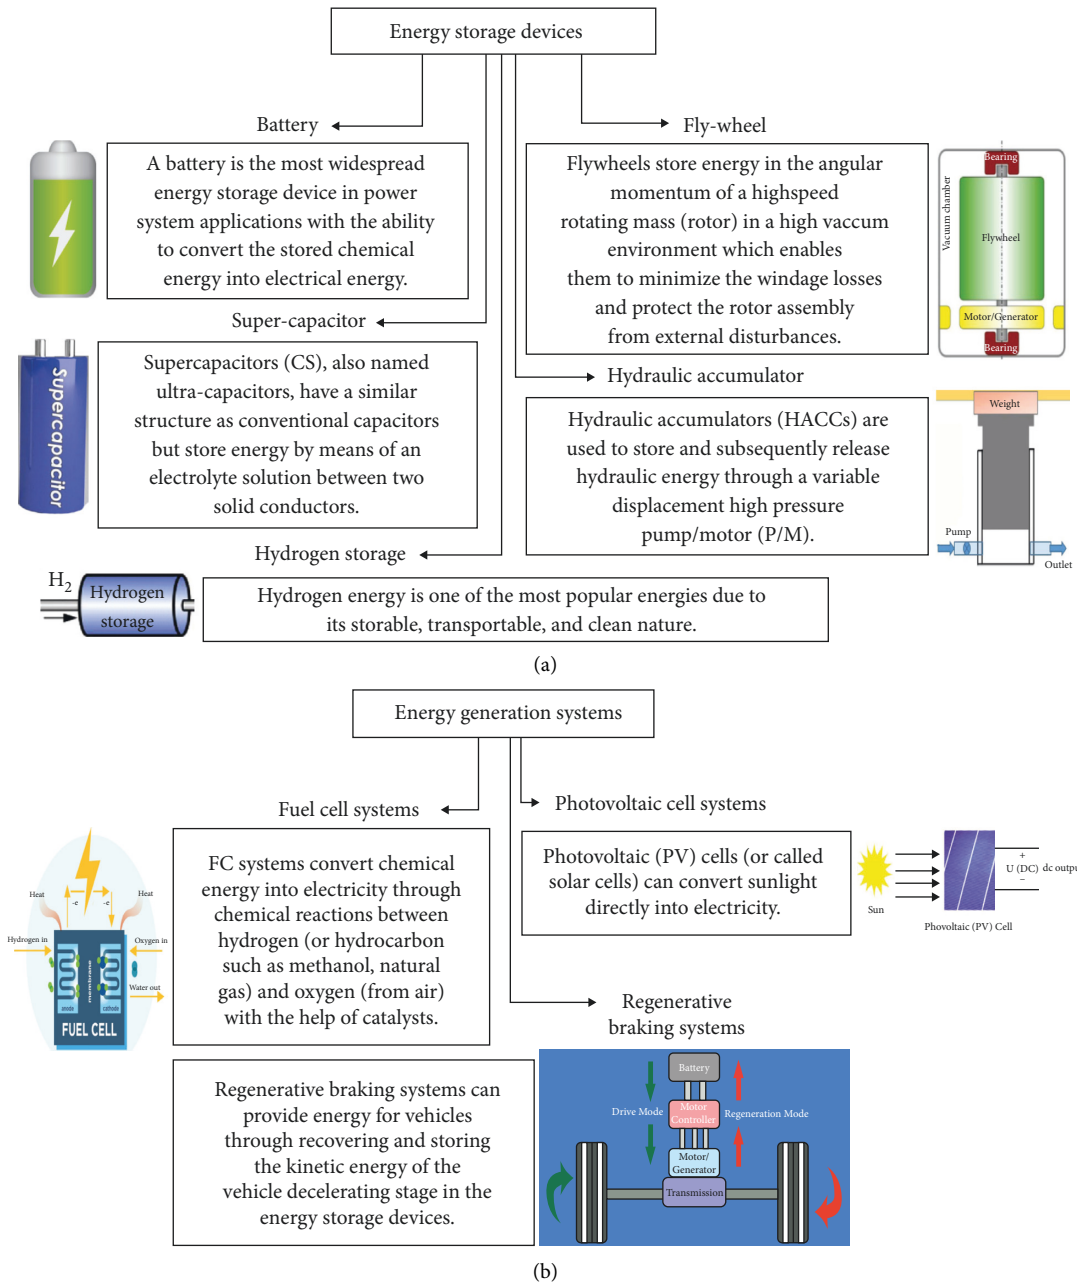 Energy storage devices
Battery
A battery is the most widespread
energy storage device in power
system applications with the ability
to convert the stored chemical
energy into electrical energy.
Fly-wheel
Flywheels store energy in the angular
momentum of a highspeed
rotating mass (rotor) in a high vaccum
environment which enables
them to minimize the windage losses
and protect the rotor assembly
from external disturbances.
Bearing
Vacuum chamber
Flywheel
Motor/Generator
Bearing
Super-capacitor
Supercapacitor
Supercapacitors (CS), also named
ultra-capacitors, have a similar
structure as conventional capacitors
but store energy by means of an
electrolyte solution between two
solid conductors.
Hydraulic accumulator
Hydraulic accumulators (HACCs) are
used to store and subsequently release
hydraulic energy through a variable
displacement high pressure
pump/motor (P/M).
Weight
Pump
Outlet
Hydrogen storage
H2
Hydrogen
storage
Hydrogen energy is one of the most popular energies due to
its storable, transportable, and clean nature.
(a)
Energy generation systems
Fuel cell systems
Heat
-e
-e
Heat
Hydrogen in
Oxygen in
membrane
Water out
anode
cathode
FUEL CELL
FC systems convert chemical
energy into electricity through
chemical reactions between
hydrogen (or hydrocarbon
such as methanol, natural
gas) and oxygen (from air)
with the help of catalysts.
Photovoltaic cell systems
Photovoltaic (PV) cells (or called
solar cells) can convert sunlight
directly into electricity.
Sun
+
U (DC)
−
dc output
Phovoltaic (PV) Cell
Regenerative
braking systems
Regenerative braking systems can
provide energy for vehicles
through recovering and storing
the kinetic energy of the
vehicle decelerating stage in the
energy storage devices.
Battery
Drive Mode
Motor
Controller
Regeneration Mode
Motor/
Generator
Transmission
(b)